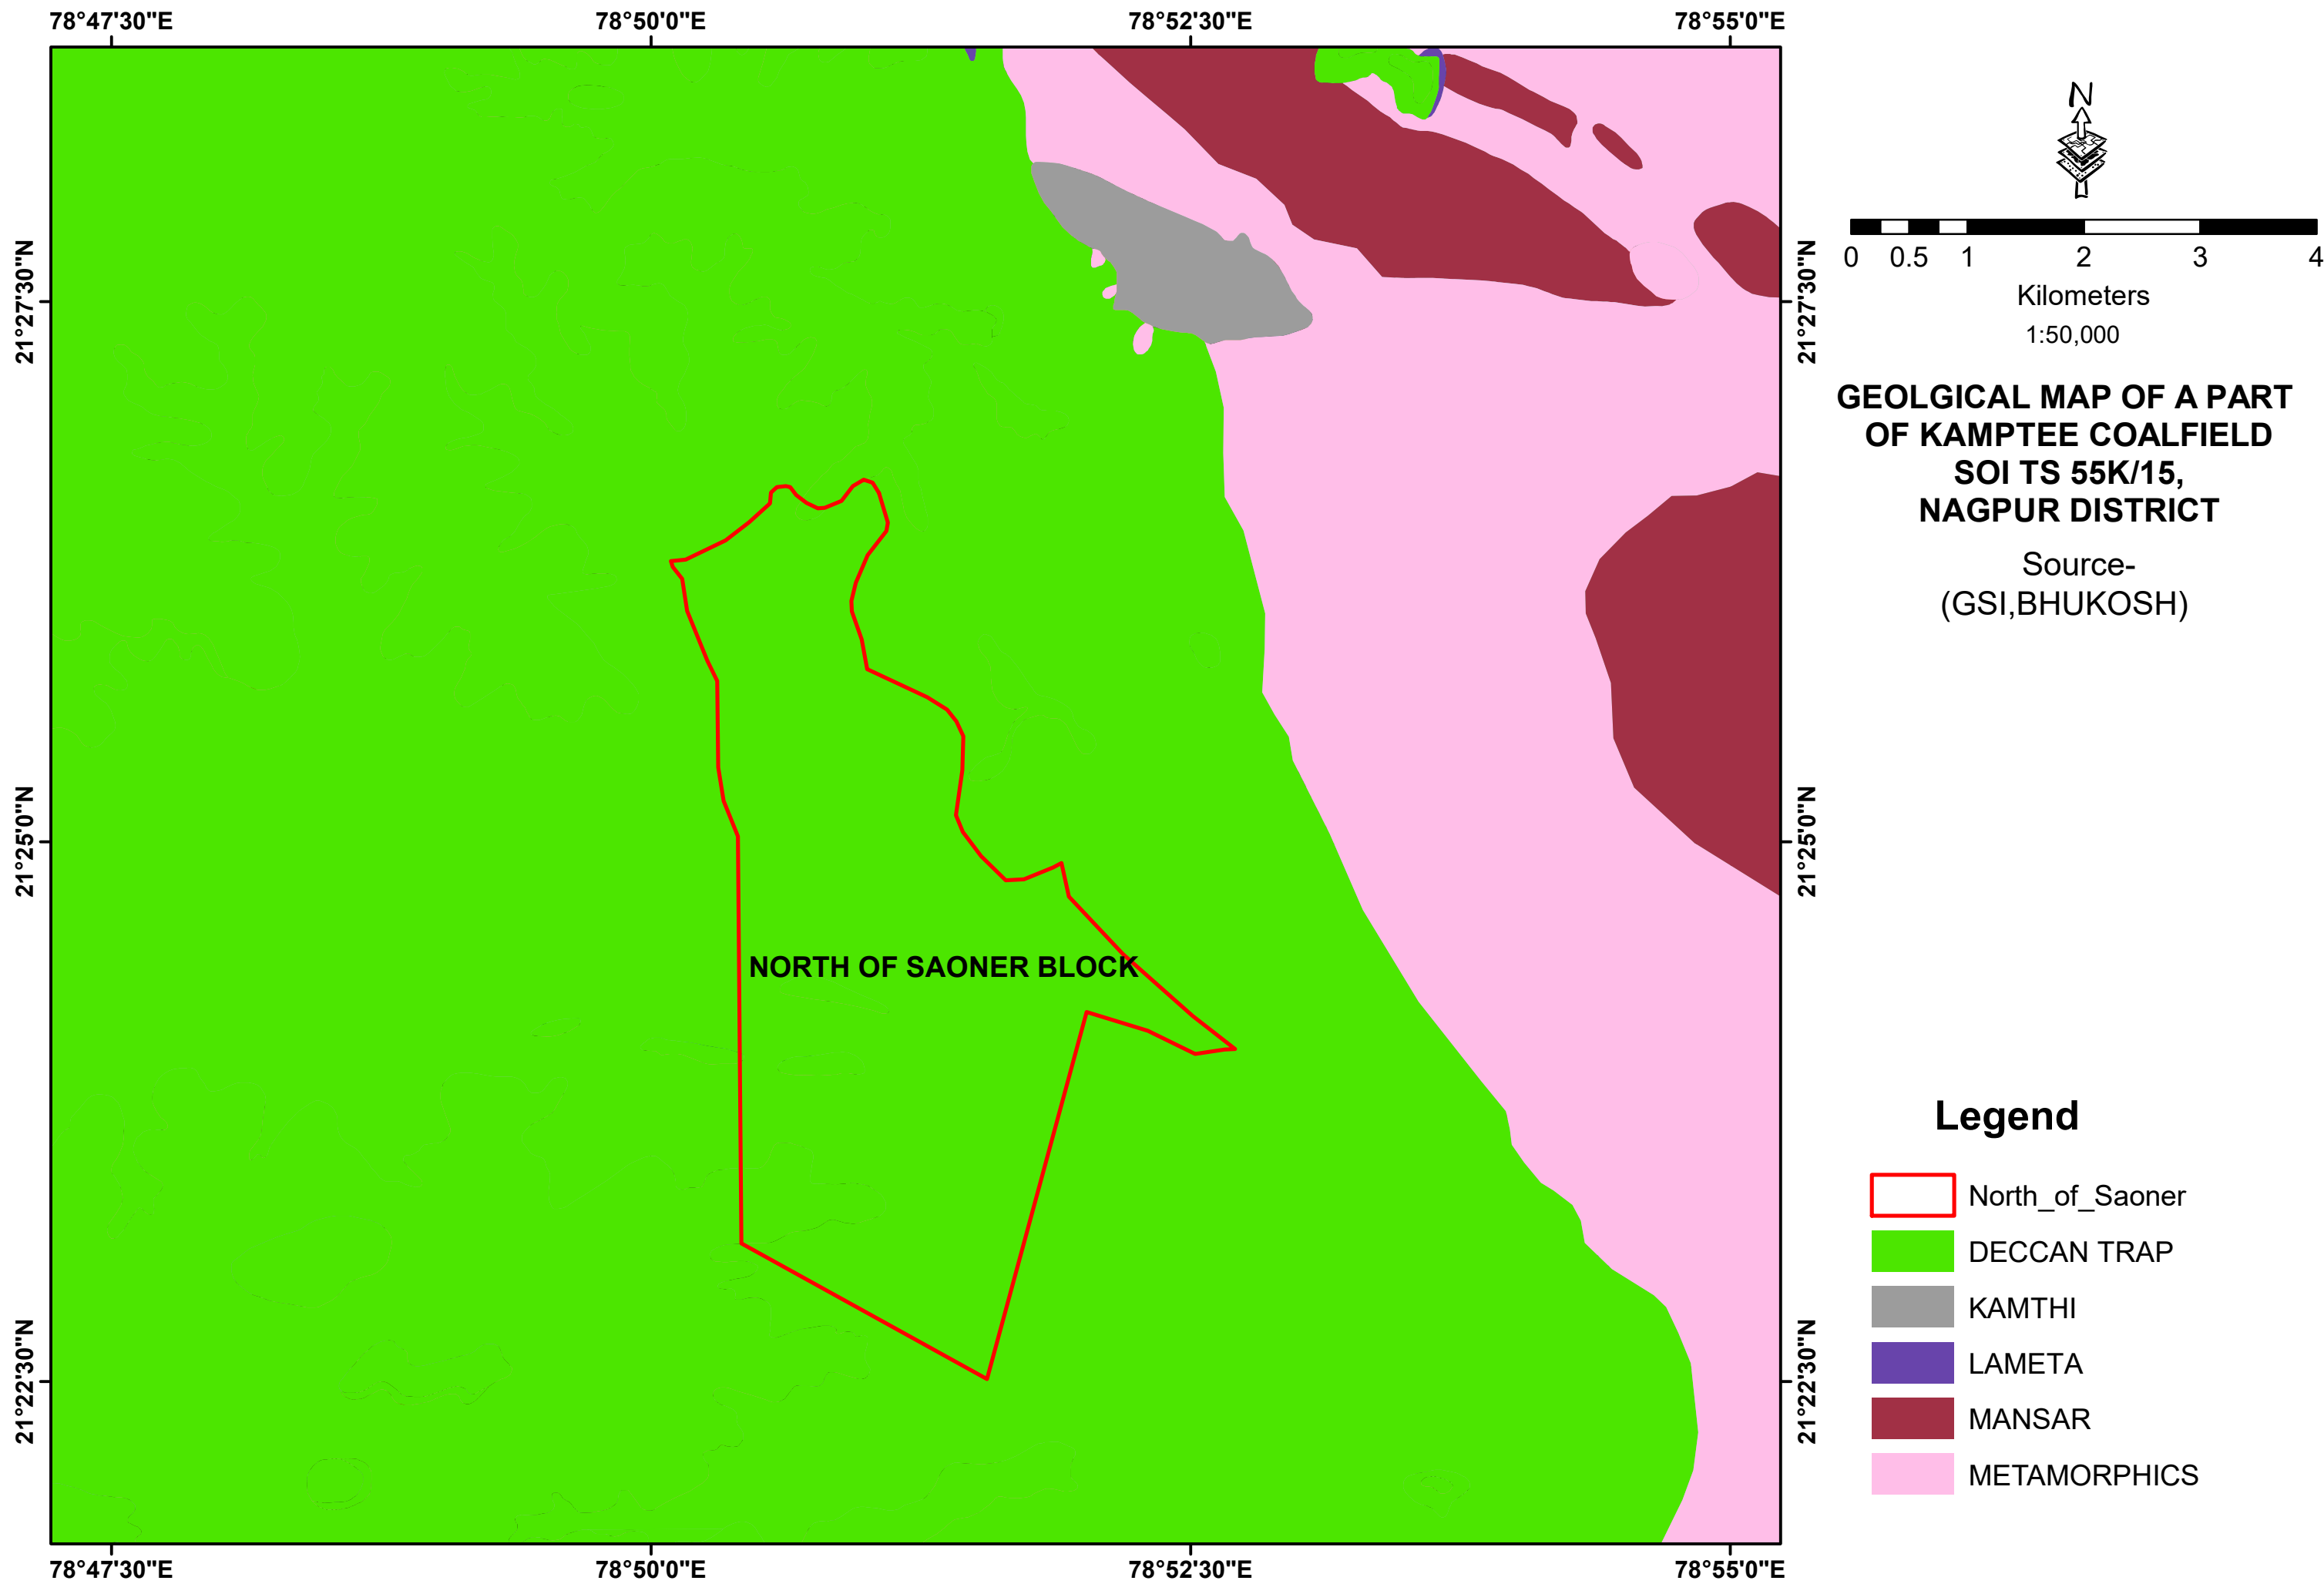 78°47'30"E 78°50'0"E 78°52'30"E 78°55'0"E
21°27'30"N
21°25'0"N
21°22'30"N
NORTH OF SAONER BLOCK
21°27'30"N
21°25'0"N
21°22'30"N
78°47'30"E 78°50'0"E 78°52'30"E 78°55'0"E
N
0 0.5 1 2 3 4
Kilometers
1:50,000
GEOLGICAL MAP OF A PART
OF KAMPTEE COALFIELD
SOI TS 55K/15,
NAGPUR DISTRICT
Source-
(GSI,BHUKOSH)
Legend
North_of_Saoner
DECCAN TRAP
KAMTHI
LAMETA
MANSAR
METAMORPHICS